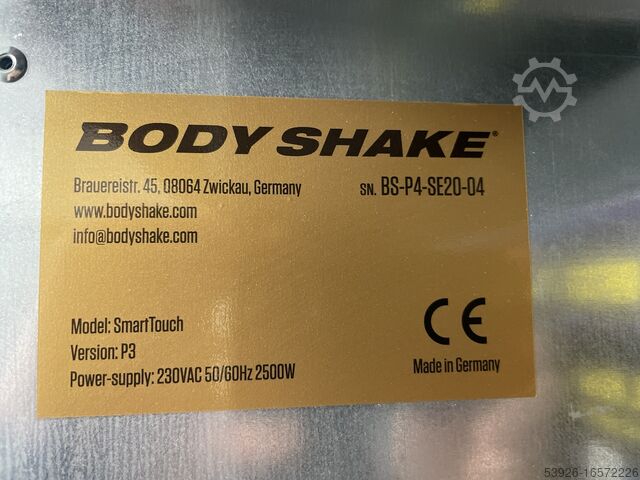 BODY SHAKE®
Brauereistr. 45, 08064 Zwickau, Germany
SN. BS-P4-SE20-04
www.bodyshake.com
info@bodyshake.com
Model: SmartTouch
Version: P3
Power-supply: 230VAC 50/60Hz 2500W
CE
Made in Germany
53926-16572226